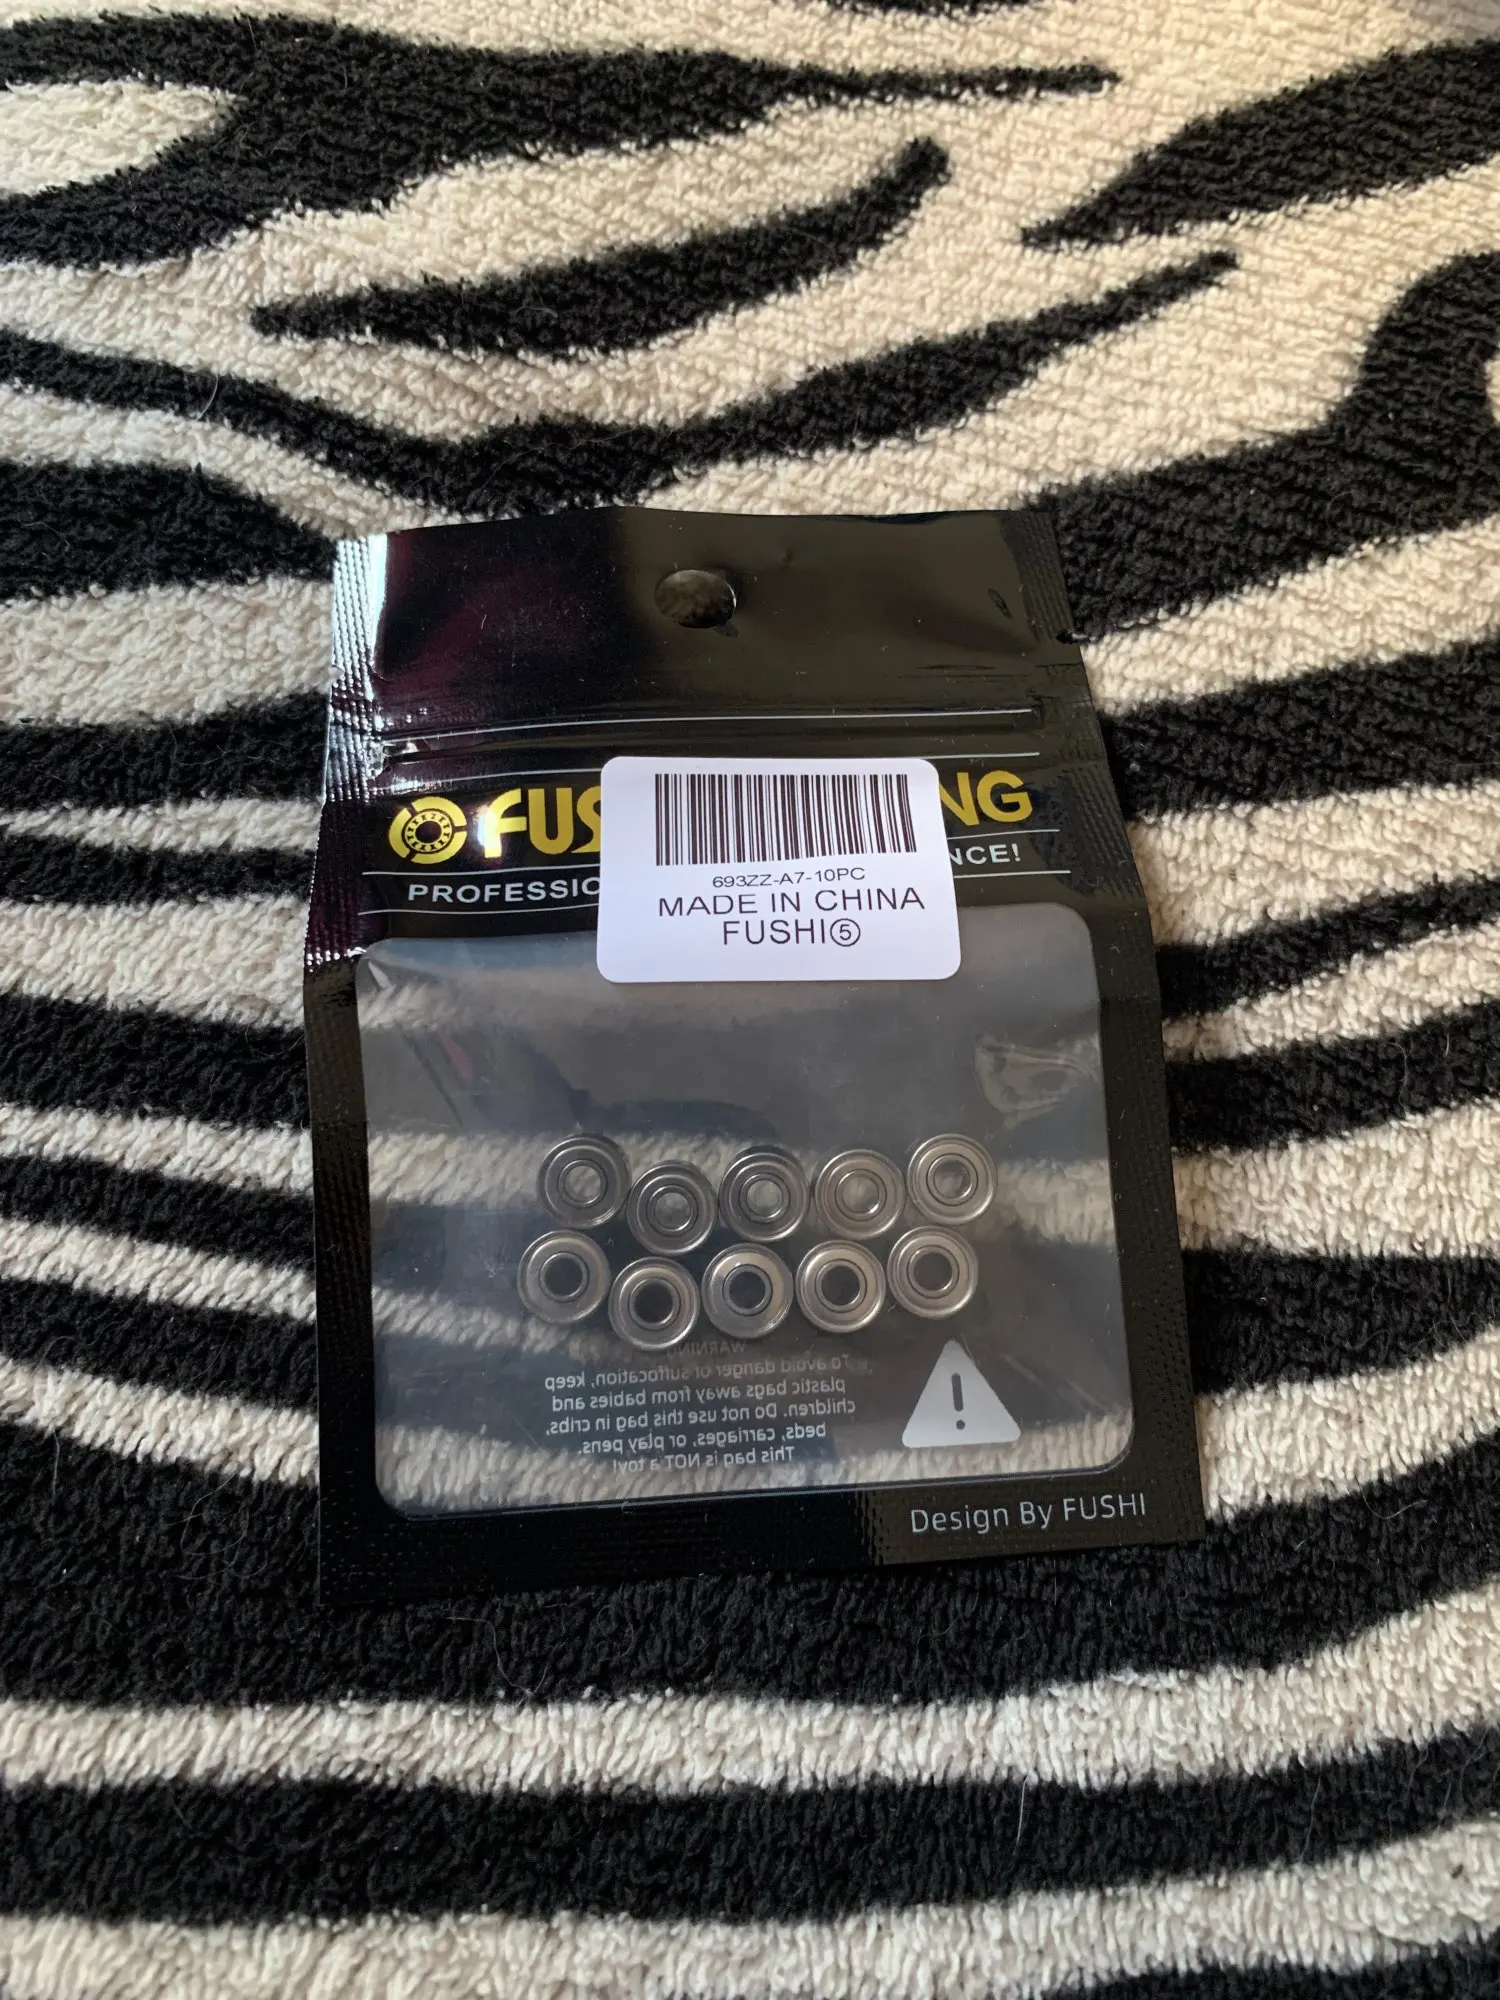 FUS
NG
PROFESSIO
NCE!
693ZZ-A7-10PC
MADE IN CHINA
FUSHI⑤
WARNING
To avoid danger or suffocation, keep
plastic bags away from babies and
children. Do not use this bag in cribs,
beds, carriages, or play pens.
This bag is NOT a toy!
Design By FUSHI